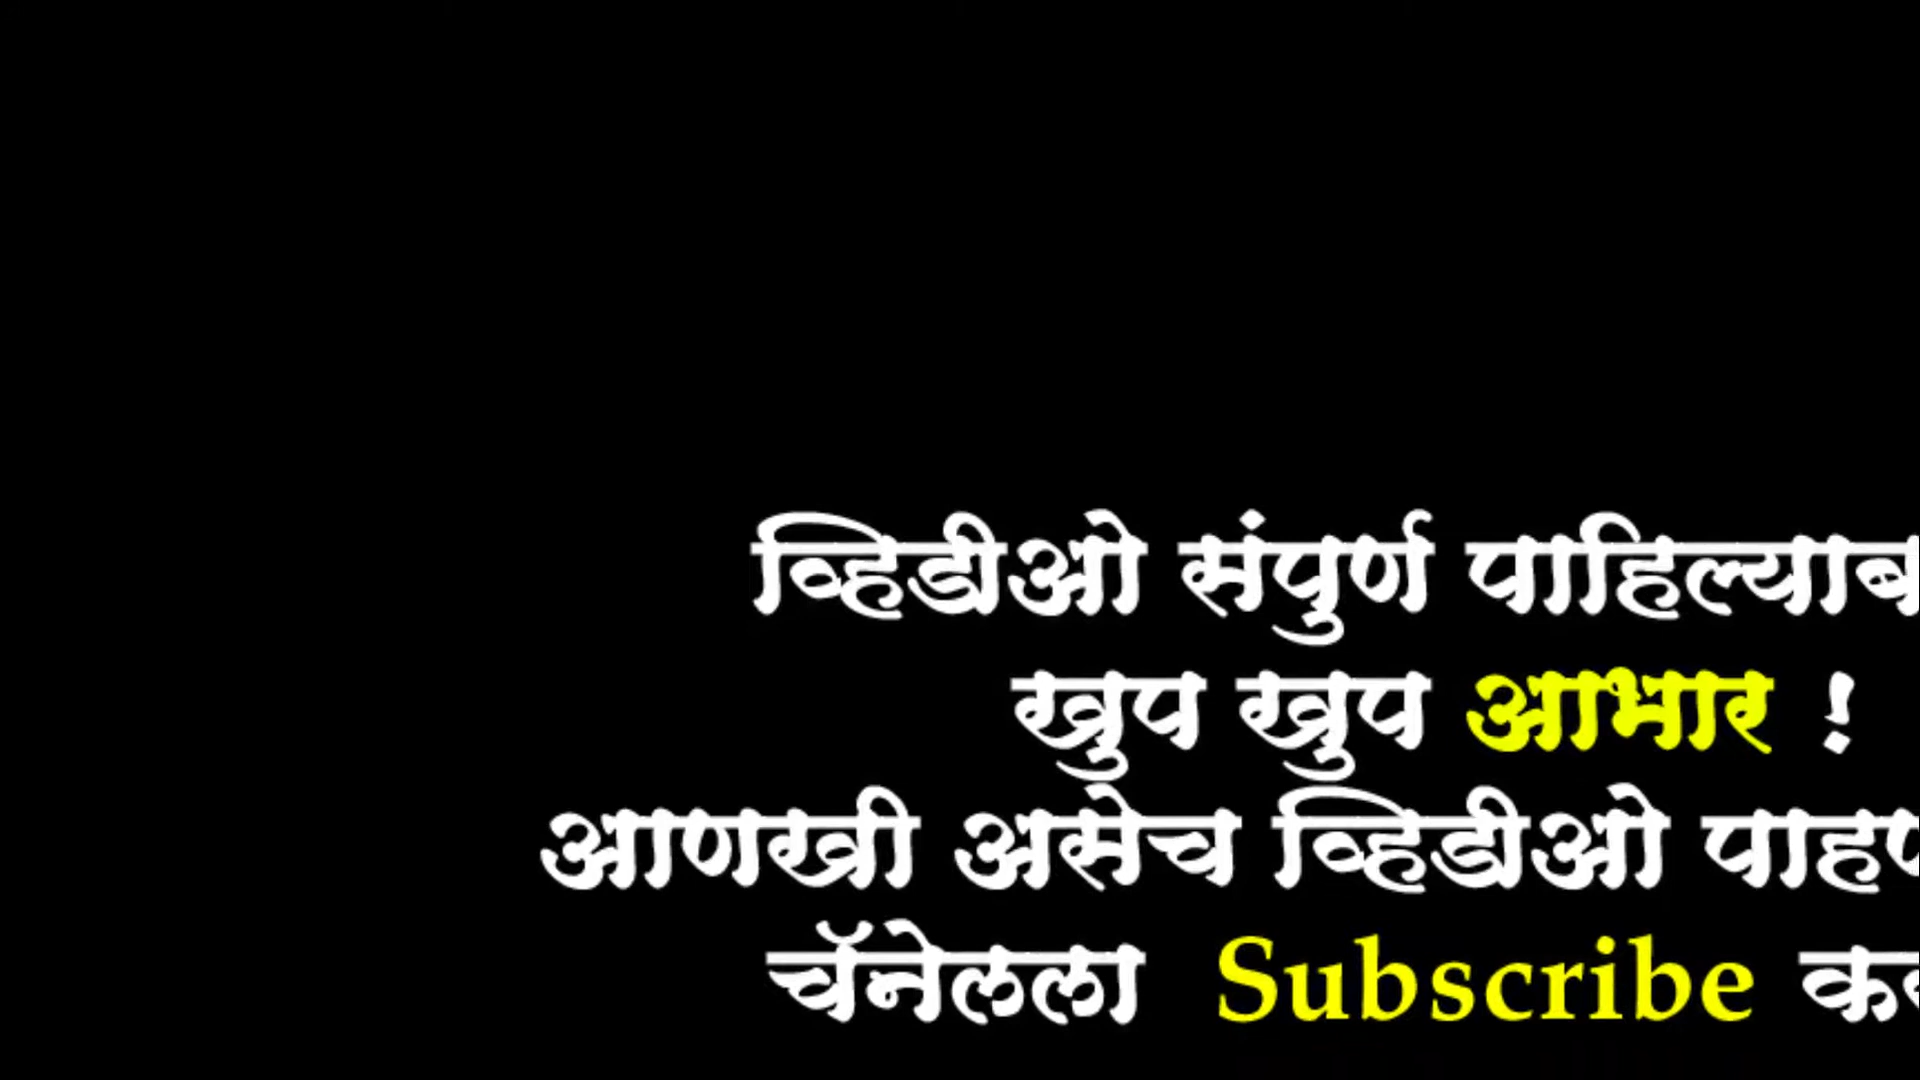 व्हिडीओ संपुर्ण
खुप खुप आभार !
आणखी असेच व्हिडीओ
चॅनेलला Subscribe